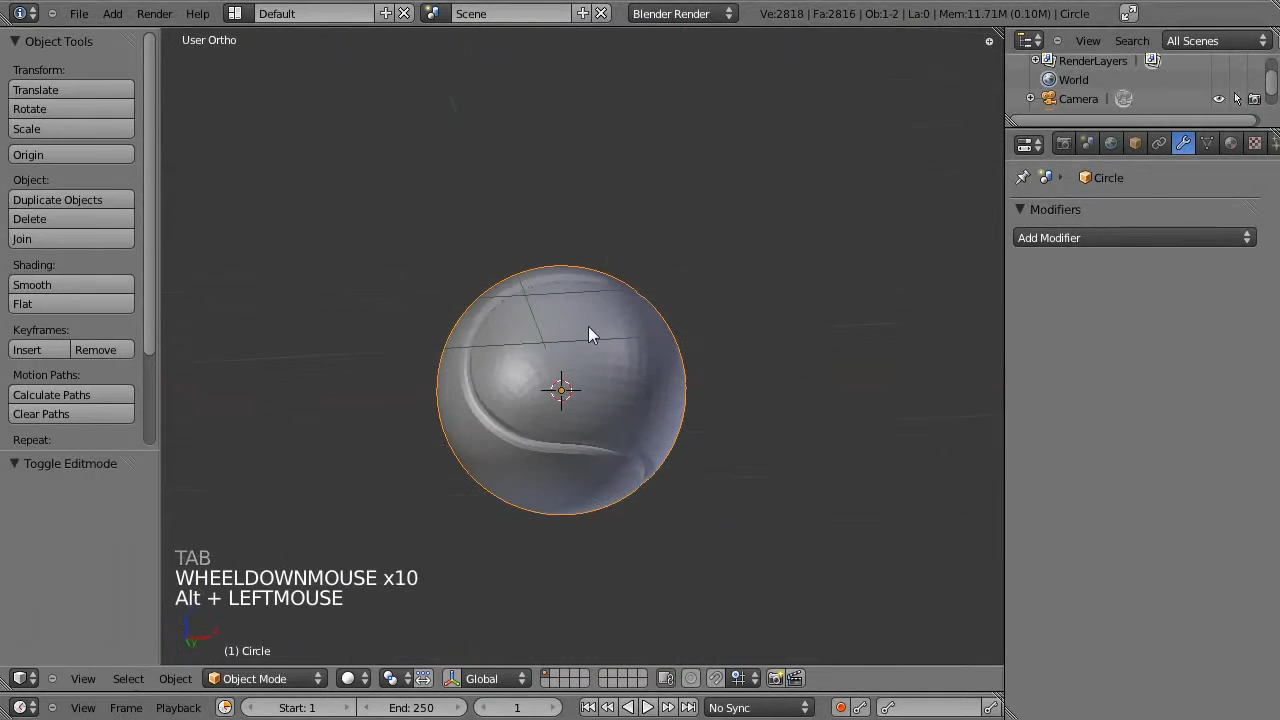 File Add Render Help Default Scene Blender Render Ve:2818 | Fa:2816 | Ob:1-2 | La:0 | Mem:11.71M (0.10M) | Circle
Object Tools
User Ortho
View Search All Scenes
RenderLayers |
World
Camera |
Transform:
Translate
Rotate
Scale
Origin
Object:
Duplicate Objects
Delete
Join
Shading:
Smooth
Flat
Keyframes:
Insert Remove
Motion Paths:
Calculate Paths
Clear Paths
Repeat:
Toggle Editmode
Circle
Modifiers
Add Modifier
TAB
WHEELDOWNMOUSE x10
Alt + LEFTMOUSE
(1) Circle
View Select Object Object Mode Global
View Frame Playback Start: 1 End: 250 1 No Sync